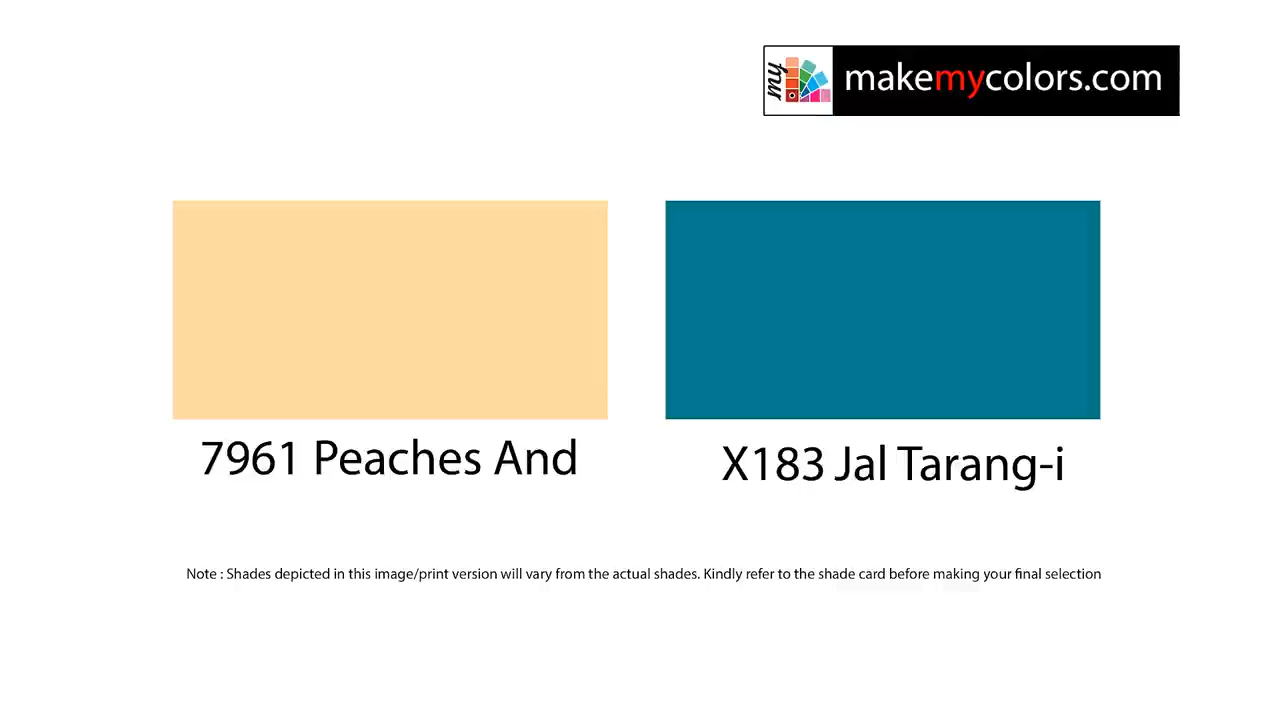 my
makemycolors.com
7961 Peaches And
X183 Jal Tarang-i
Note : Shades depicted in this image/print version will vary from the actual shades. Kindly refer to the shade card before making your final selection